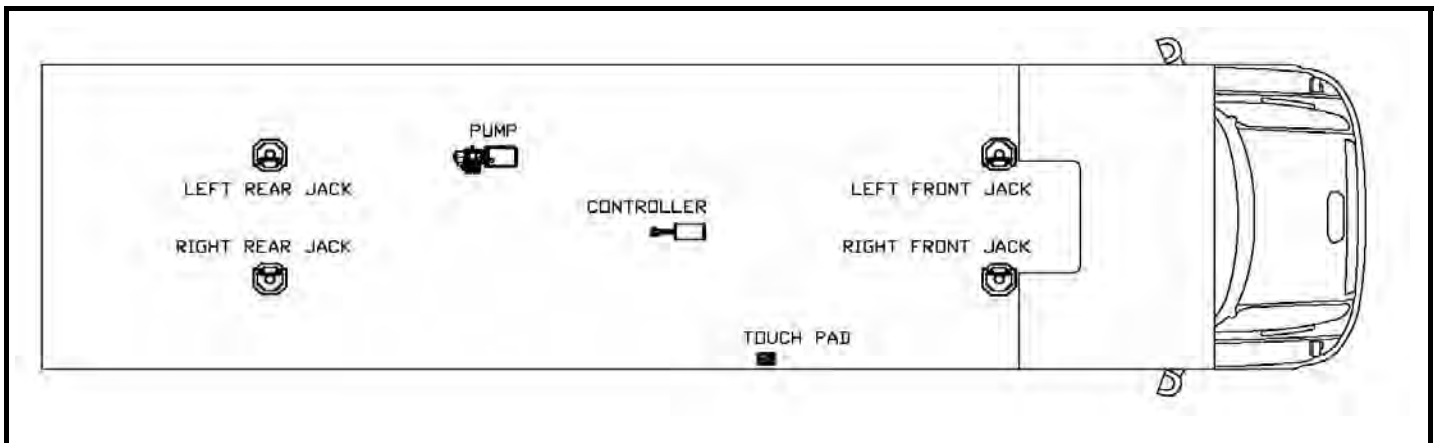 PUMP
LEFT REAR JACK
LEFT FRONT JACK
CONTROLLER
RIGHT REAR JACK
RIGHT FRONT JACK
TOUCH PAD